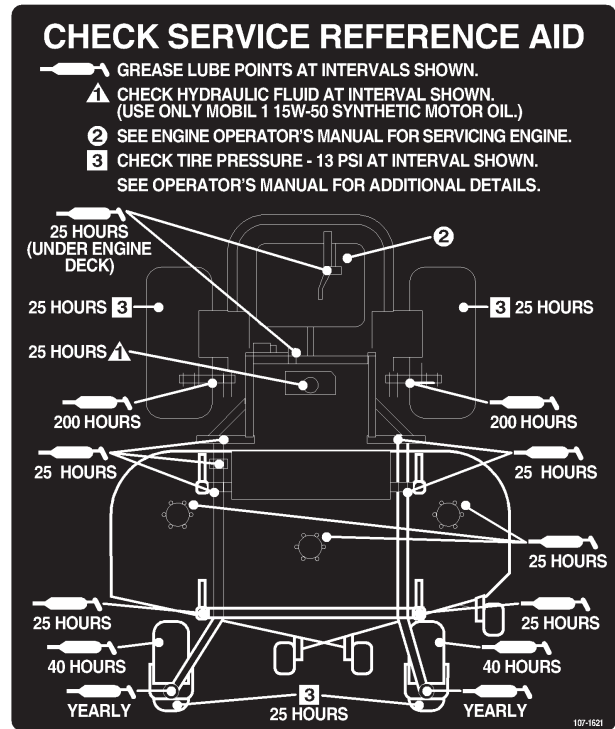 CHECK SERVICE REFERENCE AID
GREASE LUBE POINTS AT INTERVALS SHOWN.
1 CHECK HYDRAULIC FLUID AT INTERVAL SHOWN.
(USE ONLY MOBIL 1 15W-50 SYNTHETIC MOTOR OIL.)
2 SEE ENGINE OPERATOR'S MANUAL FOR SERVICING ENGINE.
3 CHECK TIRE PRESSURE - 13 PSI AT INTERVAL SHOWN.
SEE OPERATOR'S MANUAL FOR ADDITIONAL DETAILS.
25 HOURS
(UNDER ENGINE
DECK)
2
25 HOURS 3
3 25 HOURS
25 HOURS 1
200 HOURS
200 HOURS
25 HOURS
25 HOURS
25 HOURS
25 HOURS
25 HOURS
40 HOURS
40 HOURS
YEARLY
3
25 HOURS
YEARLY
107-1621